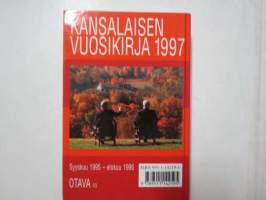 KANSALAISEN
VUOSIKIRJA 1997
Syyskuu 1995 – elokuu 1996
OTAVA